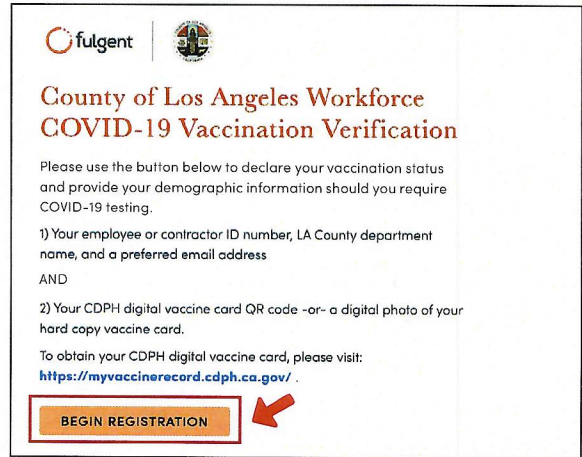 fulgent
County of Los Angeles Workforce
COVID-19 Vaccination Verification
Please use the button below to declare your vaccination status
and provide your demographic information should you require
COVID-19 testing.
1) Your employee or contractor ID number, LA County department
name, and a preferred email address
AND
2) Your CDPH digital vaccine card QR code -or- a digital photo of your
hard copy vaccine card.
To obtain your CDPH digital vaccine card, please visit:
https://myvaccinerecord.cdph.ca.gov/ .
BEGIN REGISTRATION